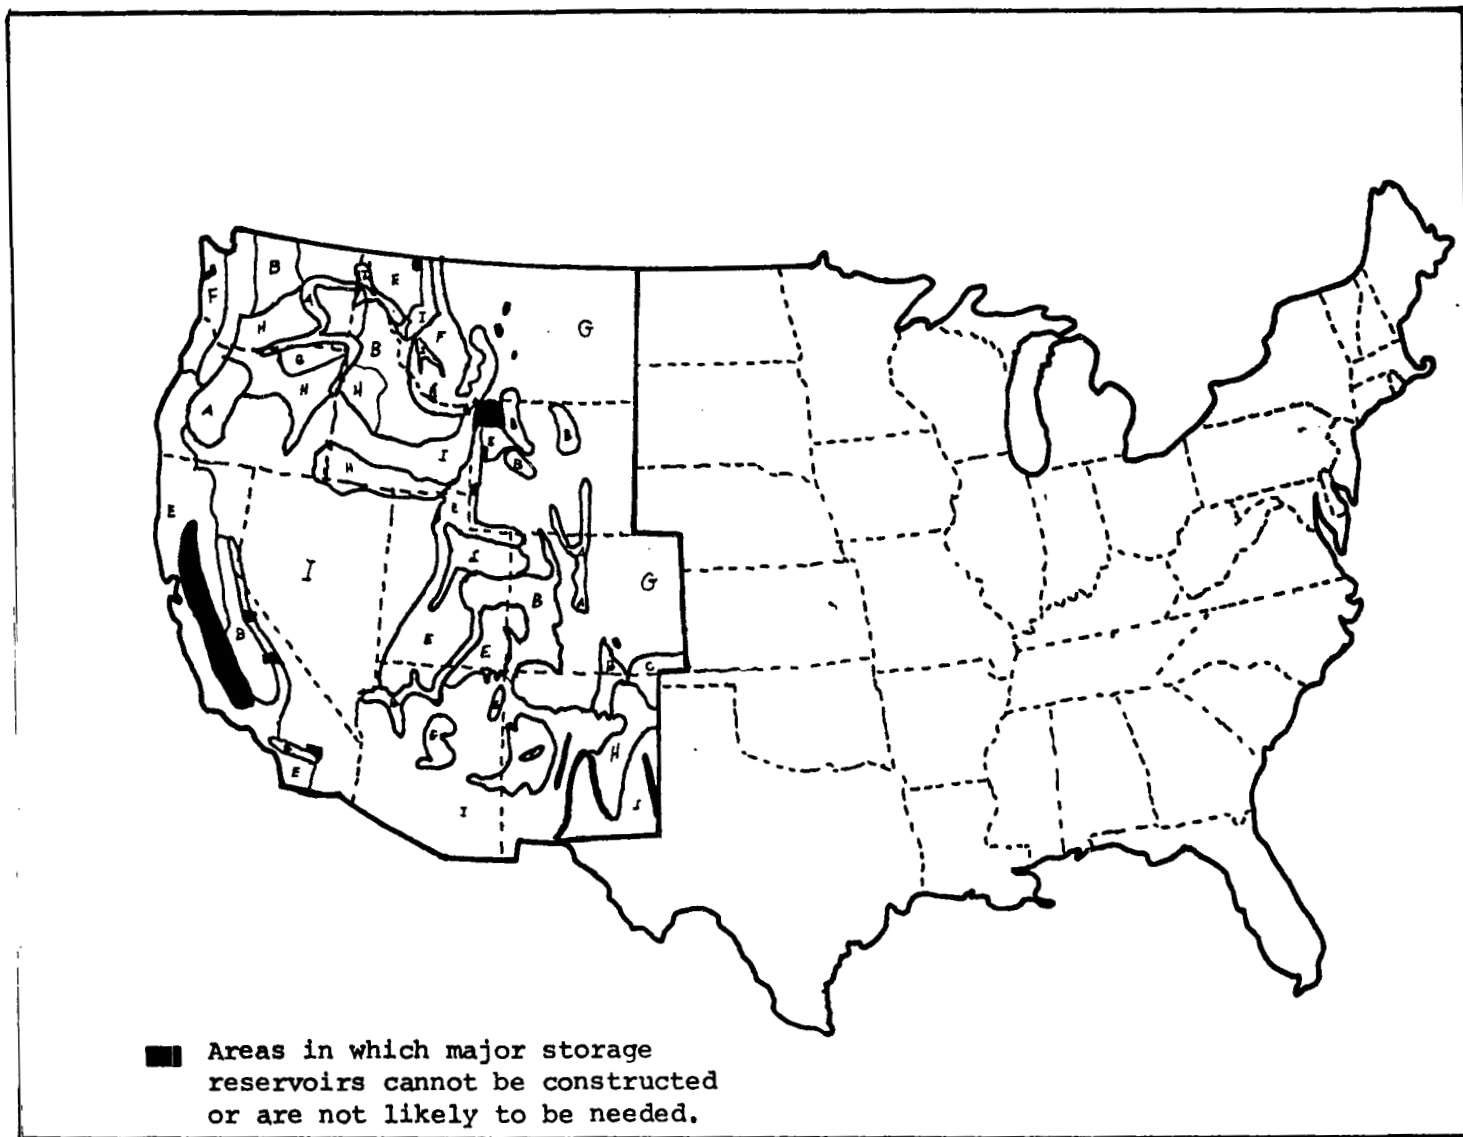 B
E
F
A
I
G
H
F
B
G
H
H
A
I
H
B
B
E
I
I
G
B
A
B
E
E
D
C
G
H
E
I
J
Areas in which major storage
reservoirs cannot be constructed
or are not likely to be needed.